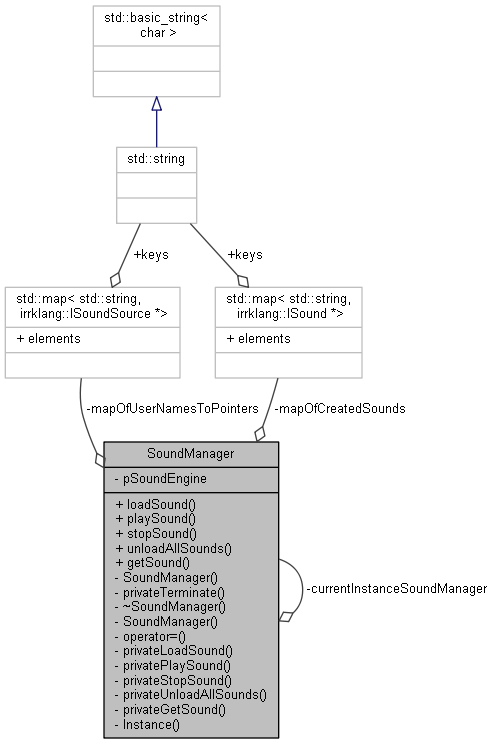 std::basic_string<
char >
std::string
+keys
+keys
std::map< std::string,
irrklang::ISoundSource *>
+ elements
std::map< std::string,
irrklang::ISound *>
+ elements
-mapOfUserNamesToPointers
-mapOfCreatedSounds
SoundManager
- pSoundEngine
+ loadSound()
+ playSound()
+ stopSound()
+ unloadAllSounds()
+ getSound()
- SoundManager()
- privateTerminate()
- ~SoundManager()
- SoundManager()
- operator=()
- privateLoadSound()
- privatePlaySound()
- privateStopSound()
- privateUnloadAllSounds()
- privateGetSound()
- Instance()
-currentInstanceSoundManager